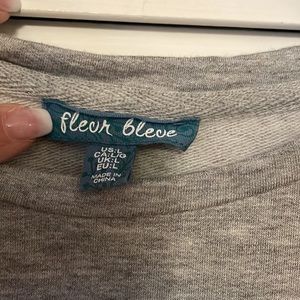 fleur bleue
US:L
CA:L/G
UK:L
EU:L
MADE IN
CHINA